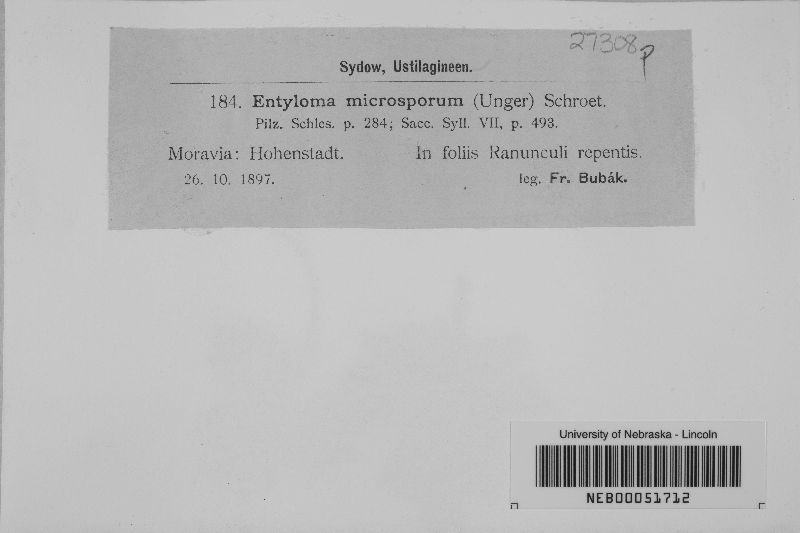 27308p
Sydow, Ustilagineen.
184. Entyloma microsporum (Unger) Schroet.
Pilz. Schles. p. 284; Sacc. Syll. VII, p. 493.
Moravia: Hohenstadt. In foliis Ranunculi repentis.
26. 10. 1897. leg. Fr. Bubák.
University of Nebraska - Lincoln
NEB00051712